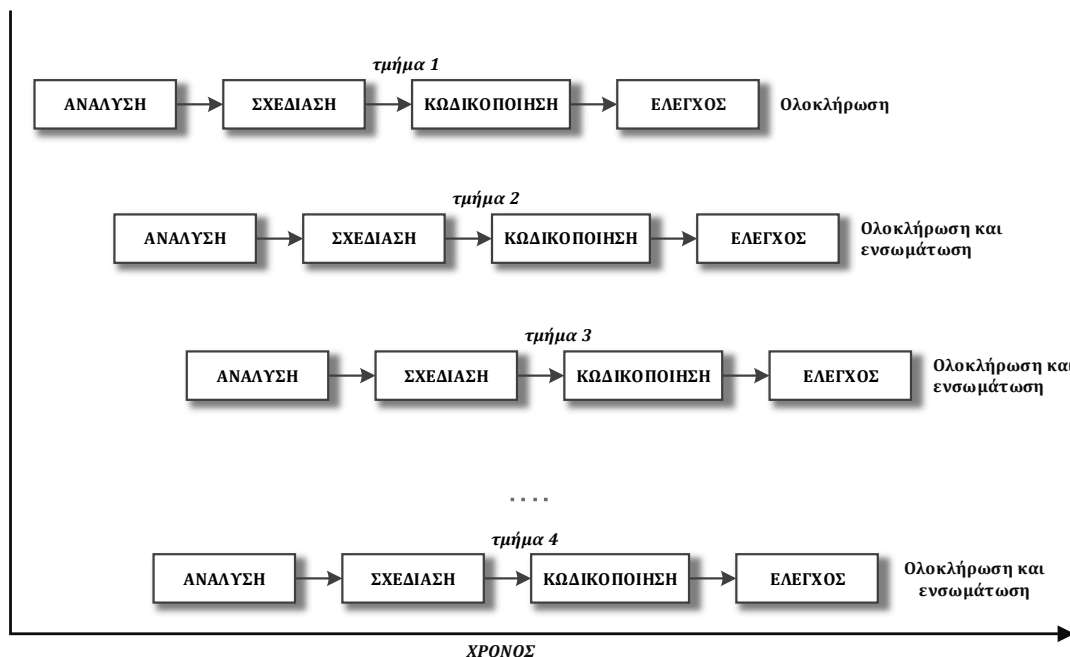 τμήμα 1
ΑΝΑΛΥΣΗ ΣΧΕΔΙΑΣΗ ΚΩΔΙΚΟΠΟΙΗΣΗ ΕΛΕΓΧΟΣ Ολοκλήρωση
τμήμα 2
ΑΝΑΛΥΣΗ ΣΧΕΔΙΑΣΗ ΚΩΔΙΚΟΠΟΙΗΣΗ ΕΛΕΓΧΟΣ Ολοκλήρωση και
ενσωμάτωση
τμήμα 3
ΑΝΑΛΥΣΗ ΣΧΕΔΙΑΣΗ ΚΩΔΙΚΟΠΟΙΗΣΗ ΕΛΕΓΧΟΣ Ολοκλήρωση και
ενσωμάτωση
....
τμήμα 4
ΑΝΑΛΥΣΗ ΣΧΕΔΙΑΣΗ ΚΩΔΙΚΟΠΟΙΗΣΗ ΕΛΕΓΧΟΣ Ολοκλήρωση και
ενσωμάτωση
ΧΡΟΝΟΣ